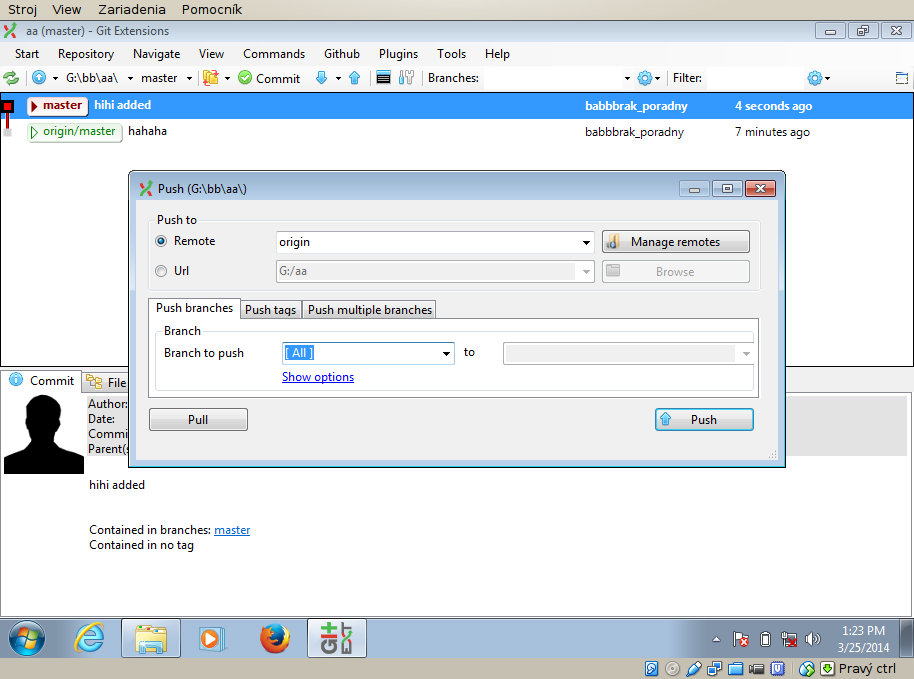 Stroj View Zariadenia Pomocník
aa (master) - Git Extensions
Start Repository Navigate View Commands Github Plugins Tools Help
G:\bb\aa\ master Commit Branches: Filter:
master hihi added babbbrak_poradny 4 seconds ago
origin/master hahaha babbbrak_poradny 7 minutes ago
Push (G:\bb\aa\)
Push to
Remote origin Manage remotes
Url G:/aa Browse
Push branches Push tags Push multiple branches
Branch
Branch to push [ All ] to
Show options
Pull Push
Commit File
Author:
Date:
Commi
Parent(s
hihi added
Contained in branches: master
Contained in no tag
Git Ext
1:23 PM
3/25/2014
Pravý ctrl